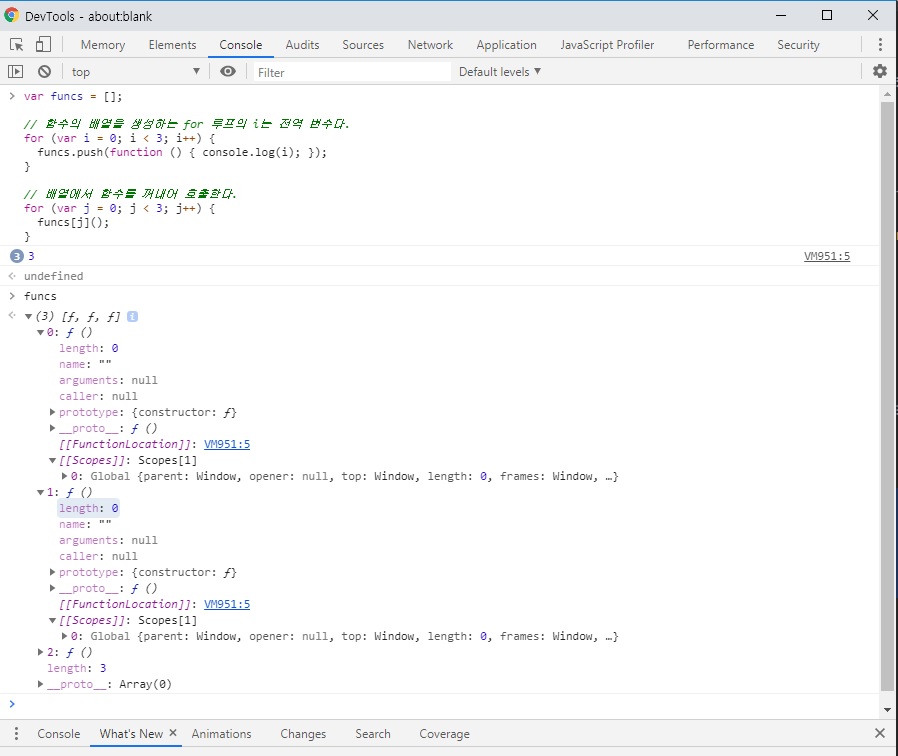 DevTools - about:blank
Memory Elements Console Audits Sources Network Application JavaScript Profiler Performance Security
top Filter Default levels
var funcs = [];
// 함수의 배열을 생성하는 for 루프의 i는 전역 변수다.
for (var i = 0; i < 3; i++) {
funcs.push(function () { console.log(i); });
}
// 배열에서 함수를 꺼내어 호출한다.
for (var j = 0; j < 3; j++) {
funcs[j]();
}
3 3 VM951:5
undefined
funcs
(3) [ƒ, ƒ, ƒ] i
0: ƒ ()
length: 0
name: ""
arguments: null
caller: null
prototype: {constructor: ƒ}
__proto__: ƒ ()
[[FunctionLocation]]: VM951:5
[[Scopes]]: Scopes[1]
0: Global {parent: Window, opener: null, top: Window, length: 0, frames: Window, …}
1: ƒ ()
length: 0
name: ""
arguments: null
caller: null
prototype: {constructor: ƒ}
__proto__: ƒ ()
[[FunctionLocation]]: VM951:5
[[Scopes]]: Scopes[1]
0: Global {parent: Window, opener: null, top: Window, length: 0, frames: Window, …}
2: ƒ ()
length: 3
__proto__: Array(0)
Console What's New Animations Changes Search Coverage